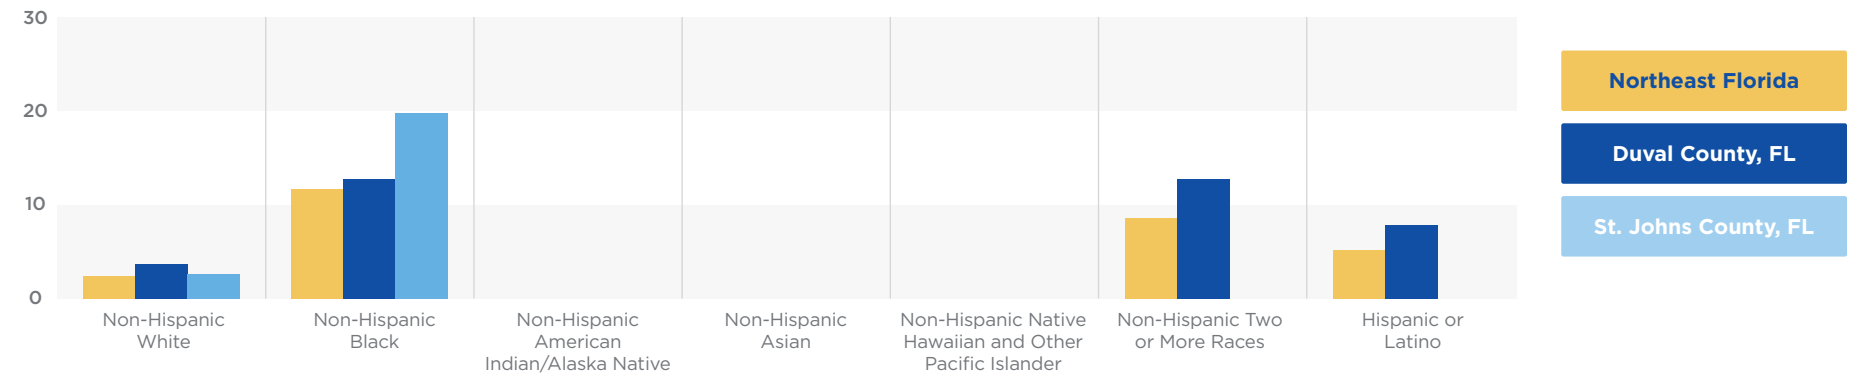 30
20
10
0
Non-Hispanic
White
Non-Hispanic
Black
Non-Hispanic
American
Indian/Alaska Native
Non-Hispanic
Asian
Non-Hispanic Native
Hawaiian and Other
Pacific Islander
Non-Hispanic Two
or More Races
Hispanic or
Latino
Northeast Florida
Duval County, FL
St. Johns County, FL